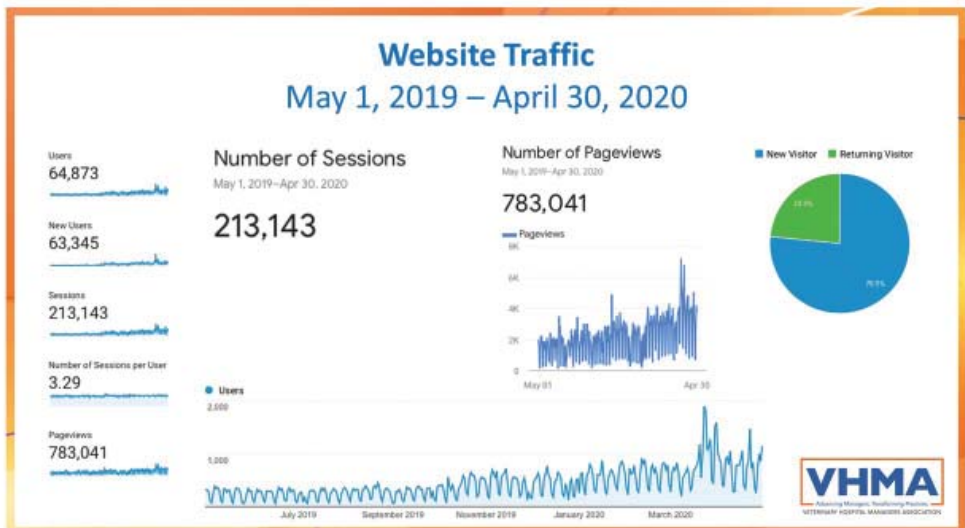 Website Traffic
May 1, 2019 – April 30, 2020
Users
64,873
New Users
63,345
Sessions
213,143
Number of Sessions per User
3.29
Pageviews
783,041
Number of Sessions
May 1, 2019–Apr 30, 2020
213,143
Number of Pageviews
May 1, 2019–Apr 30, 2020
783,041
Pageviews
8K
6K
4K
2K
0
May 01 Apr 30
New Visitor Returning Visitor
Users
2,000
1,000
July 2019 September 2019 November 2019 January 2020 March 2020
VHMA
Advancing Managers, Transforming Practices
VETERINARY HOSPITAL MANAGERS ASSOCIATION